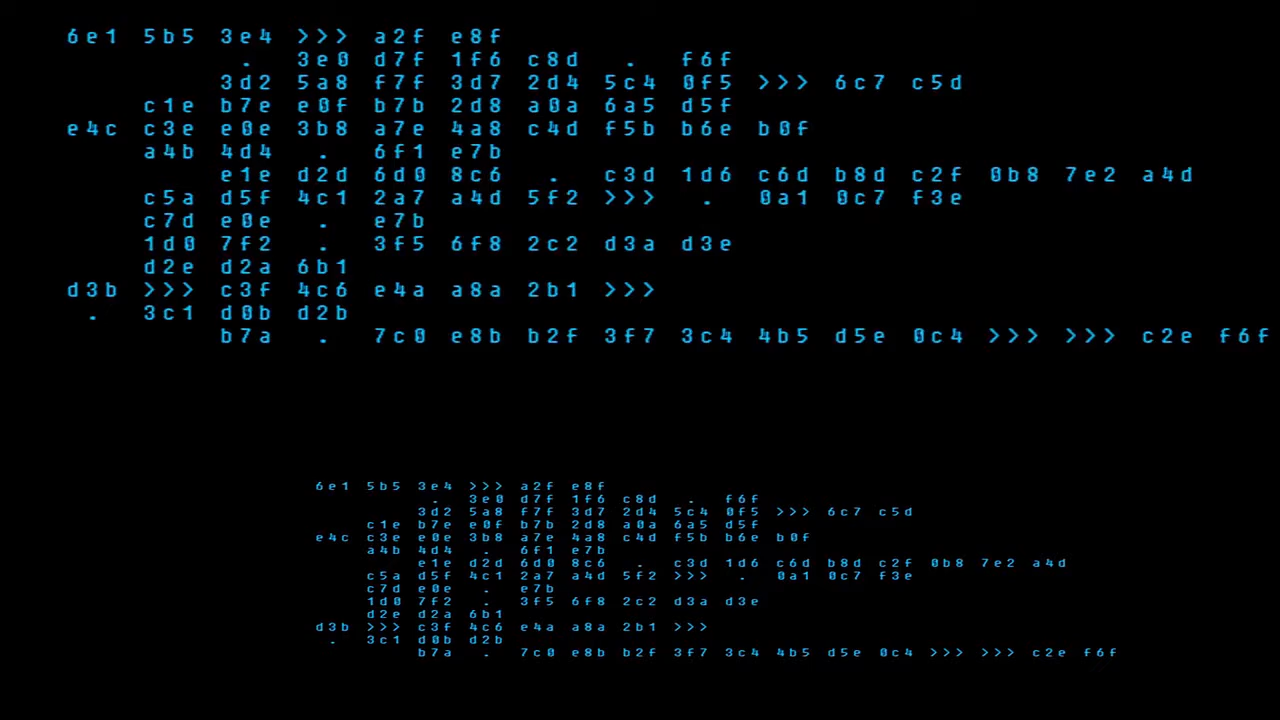 6e1 5b5 3e4 >>> a2f e8f
. 3e0 d7f 1f6 c8d . f6f
3d2 5a8 f7f 3d7 2d4 5c4 0f5 >>> 6c7 c5d
c1e b7e e0f b7b 2d8 a0a 6a5 d5f
e4c c3e e0e 3b8 a7e 4a8 c4d f5b b6e b0f
a4b 4d4 . 6f1 e7b
e1e d2d 6d0 8c6 . c3d 1d6 c6d b8d c2f 0b8 7e2 a4d
c5a d5f 4c1 2a7 a4d 5f2 >>> . 0a1 0c7 f3e
c7d e0e . e7b
1d0 7f2 . 3f5 6f8 2c2 d3a d3e
d2e d2a 6b1
d3b >>> c3f 4c6 e4a a8a 2b1 >>>
. 3c1 d0b d2b
b7a . 7c0 e8b b2f 3f7 3c4 4b5 d5e 0c4 >>> >>> c2e f6f
6e1 5b5 3e4 >>> a2f e8f
. 3e0 d7f 1f6 c8d . f6f
3d2 5a8 f7f 3d7 2d4 5c4 0f5 >>> 6c7 c5d
c1e b7e e0f b7b 2d8 a0a 6a5 d5f
e4c c3e e0e 3b8 a7e 4a8 c4d f5b b6e b0f
a4b 4d4 . 6f1 e7b
e1e d2d 6d0 8c6 . c3d 1d6 c6d b8d c2f 0b8 7e2 a4d
c5a d5f 4c1 2a7 a4d 5f2 >>> . 0a1 0c7 f3e
c7d e0e . e7b
1d0 7f2 . 3f5 6f8 2c2 d3a d3e
d2e d2a 6b1
d3b >>> c3f 4c6 e4a a8a 2b1 >>>
. 3c1 d0b d2b
b7a . 7c0 e8b b2f 3f7 3c4 4b5 d5e 0c4 >>> >>> c2e f6f